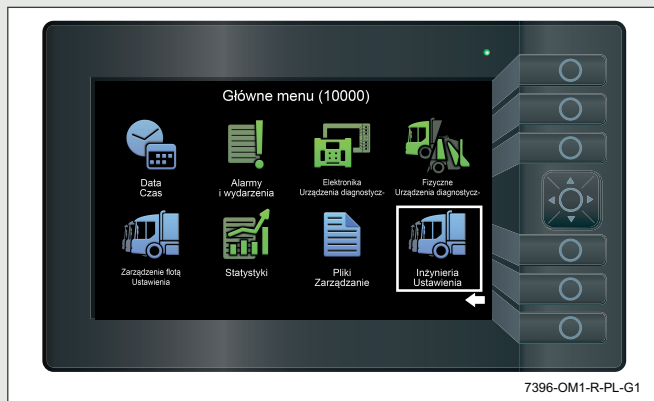 Główne menu (10000)
Data
Czas
Alarmy
i wydarzenia
Elektronika
Urządzenia diagnostycz-
Fizyczne
Urządzenia diagnostycz-
Zarządzenie flotą
Ustawienia
Statystyki
Pliki
Zarządzanie
Inżynieria
Ustawienia
7396-OM1-R-PL-G1